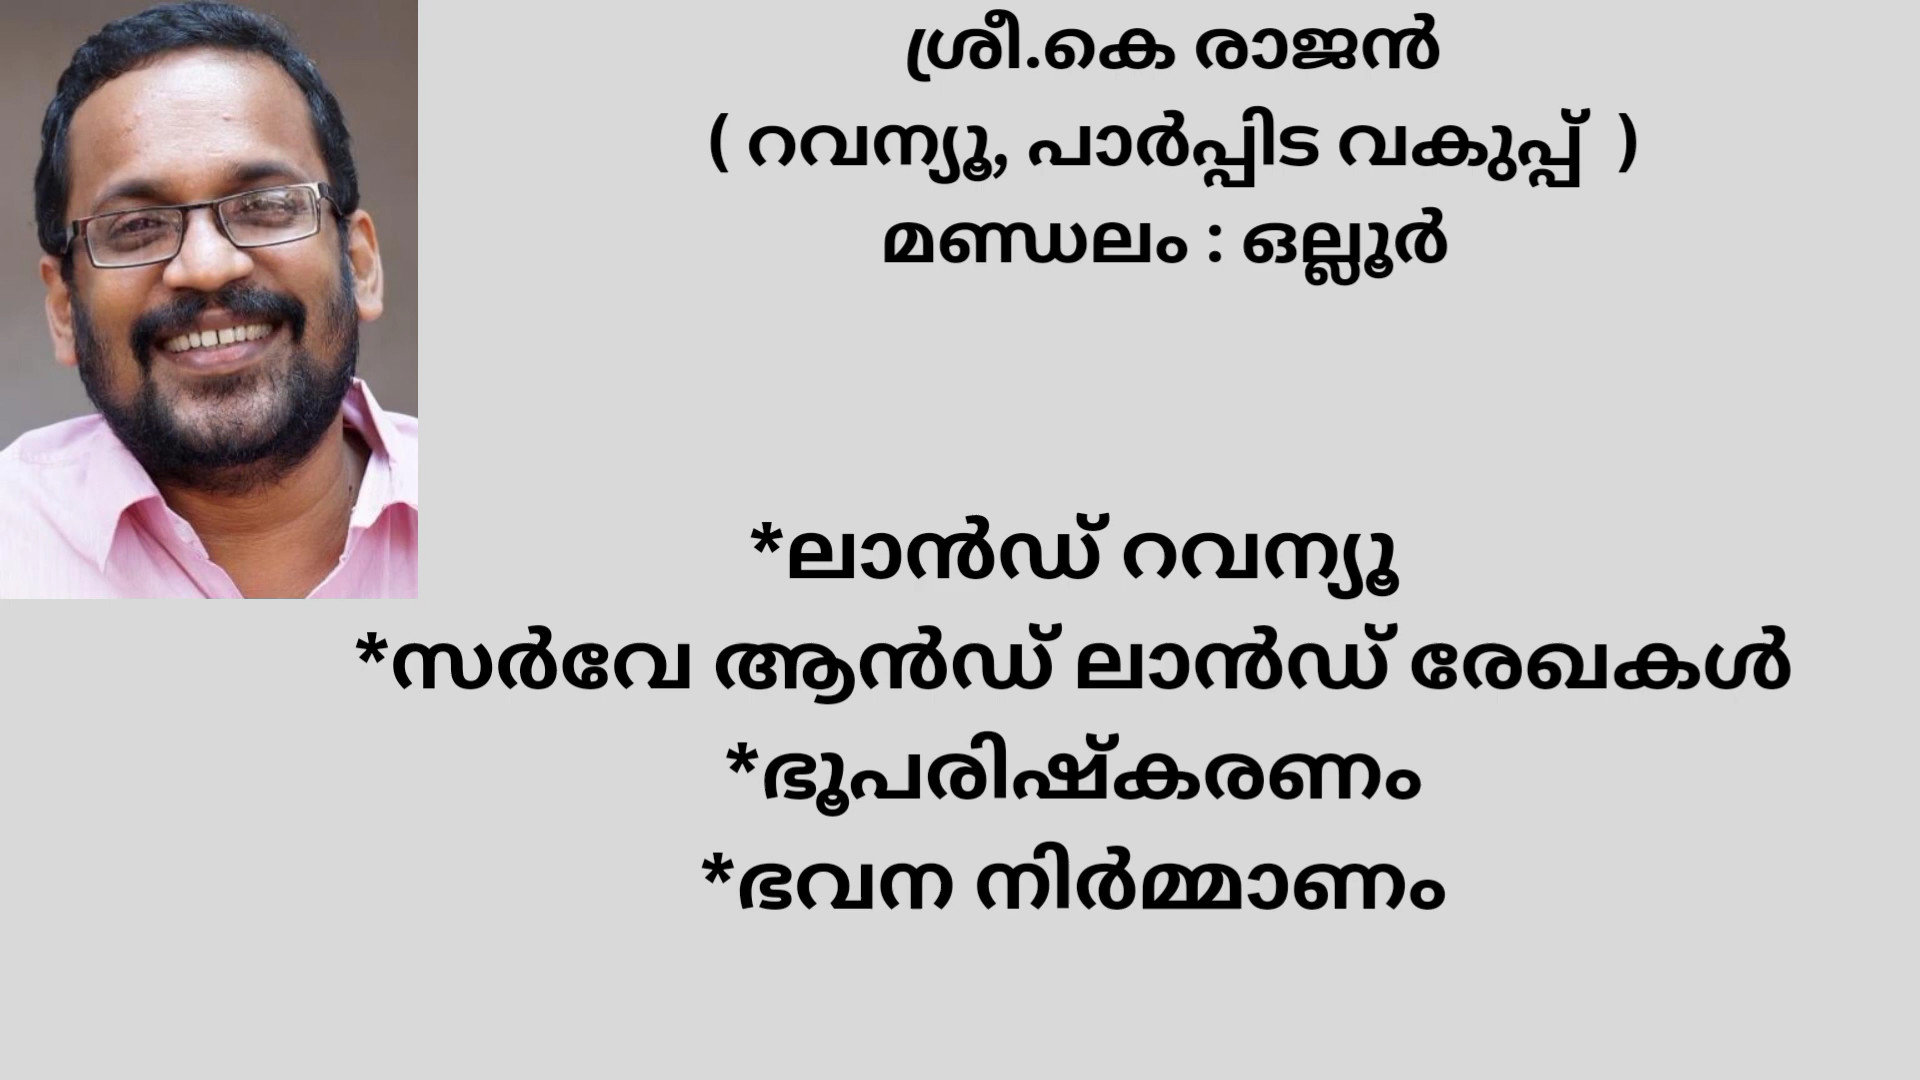 ശ്രീ.കെ രാജൻ
( റവന്യൂ, പാർപ്പിട വകുപ്പ് )
മണ്ഡലം : ഒല്ലൂർ
*ലാൻഡ് റവന്യൂ
*സർവേ ആൻഡ് ലാൻഡ് രേഖകൾ
*ഭൂപരിഷ്കരണം
*ഭവന നിർമ്മാണം